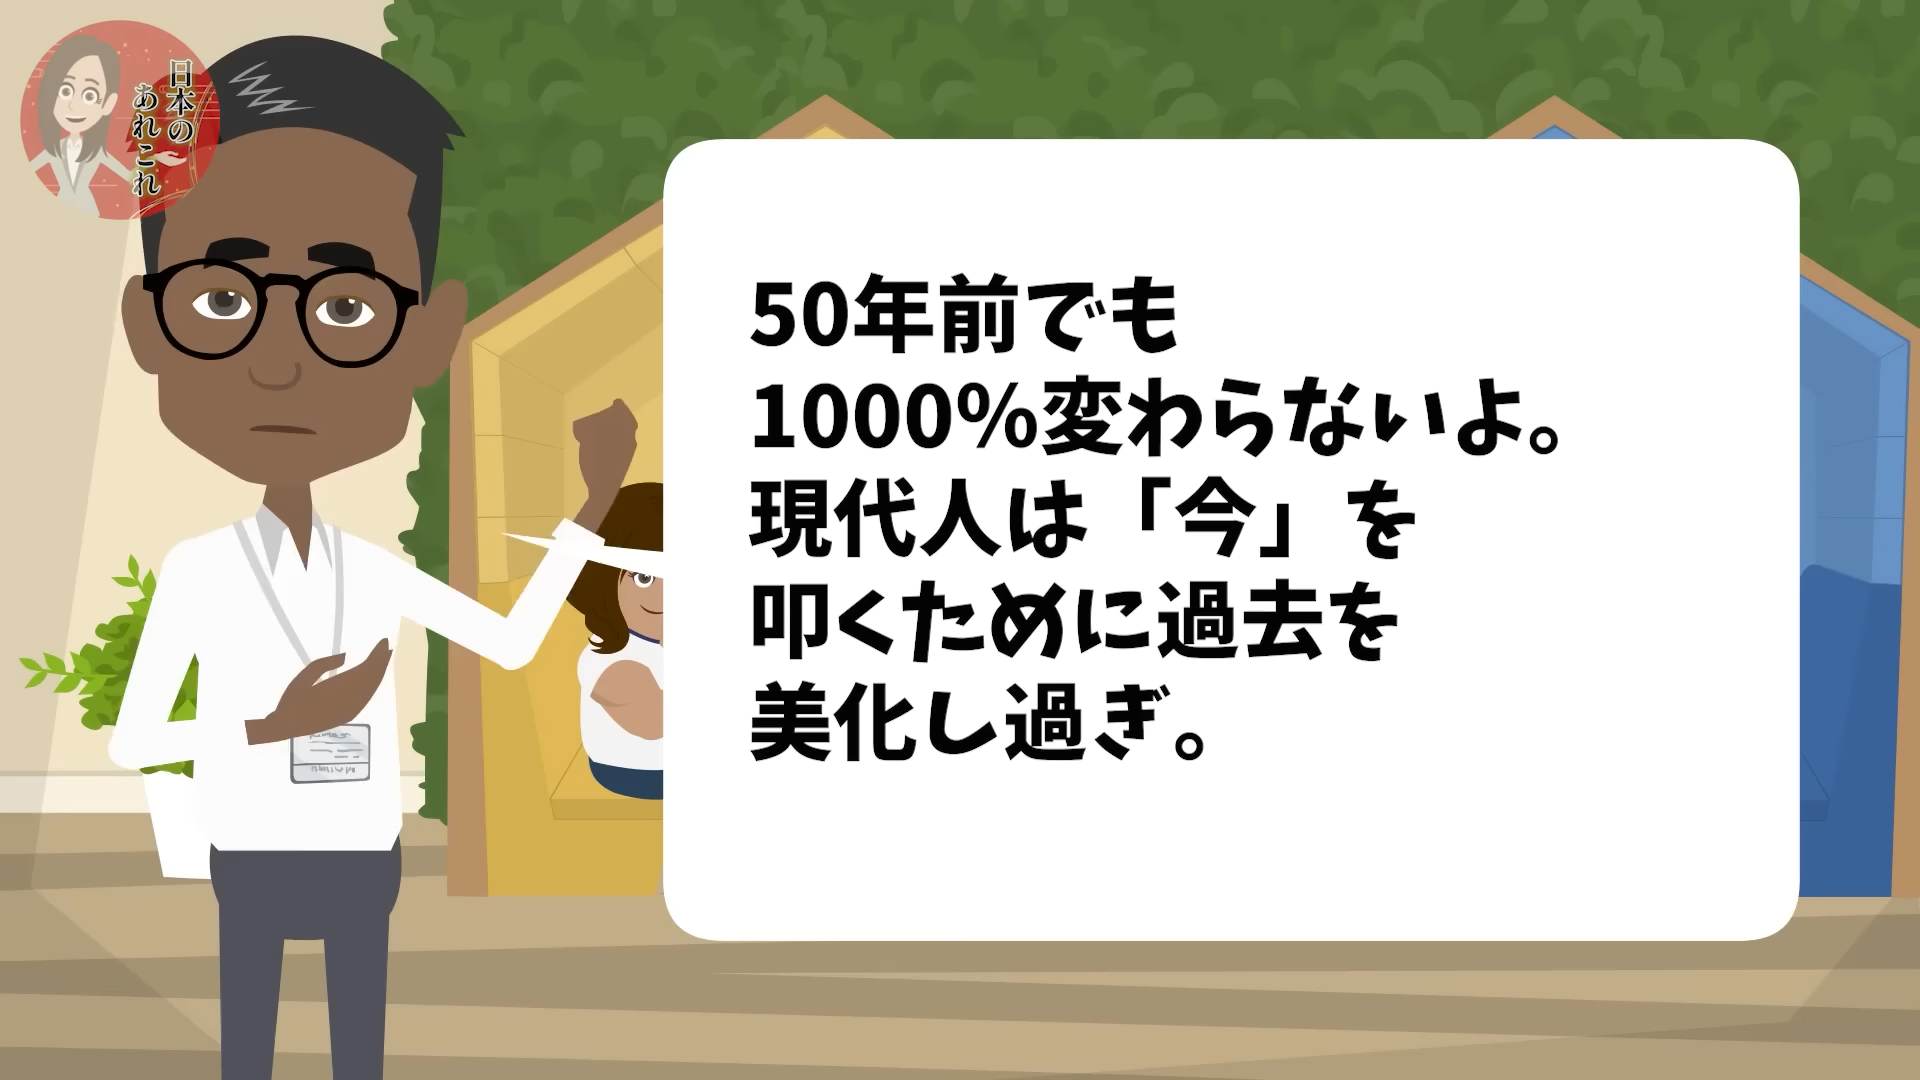 日本の
あれこれ
50年前でも
1000%変わらないよ。
現代人は「今」を
叩くために過去を
美化し過ぎ。